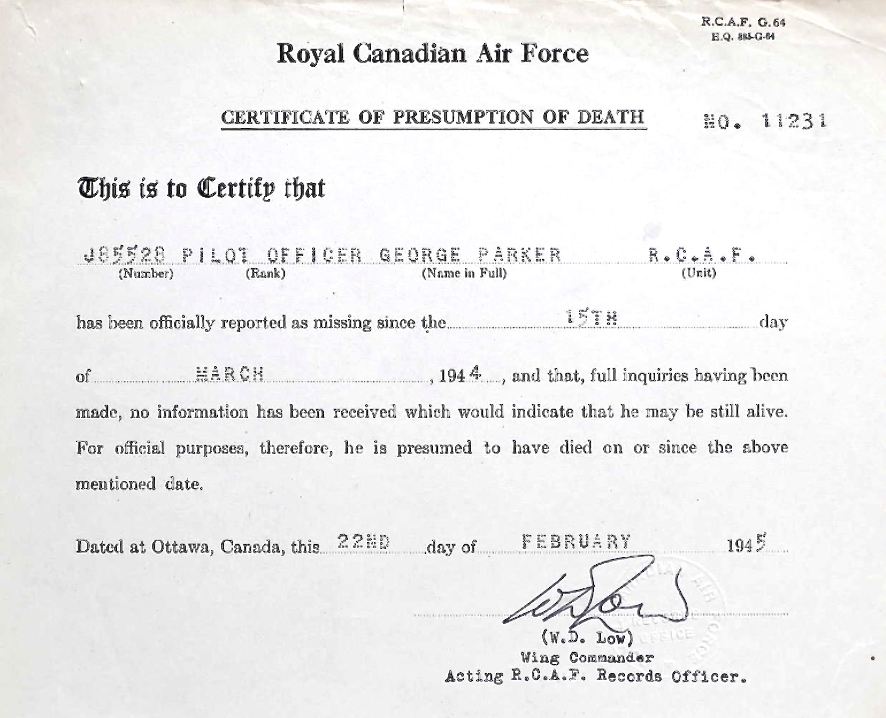 R.C.A.F. G.64
H.Q. 885-G-64
Royal Canadian Air Force
CERTIFICATE OF PRESUMPTION OF DEATH NO. 11231
This is to Certify that
J85528 PILOT OFFICER GEORGE PARKER R.C.A.F.
(Number) (Rank) (Name in Full) (Unit)
has been officially reported as missing since the 15TH day
of MARCH , 1944 , and that, full inquiries having been
made, no information has been received which would indicate that he may be still alive.
For official purposes, therefore, he is presumed to have died on or since the above
mentioned date.
Dated at Ottawa, Canada, this 22ND day of FEBRUARY 1945
(W.D. Low)
Wing Commander
Acting R.C.A.F. Records Officer.